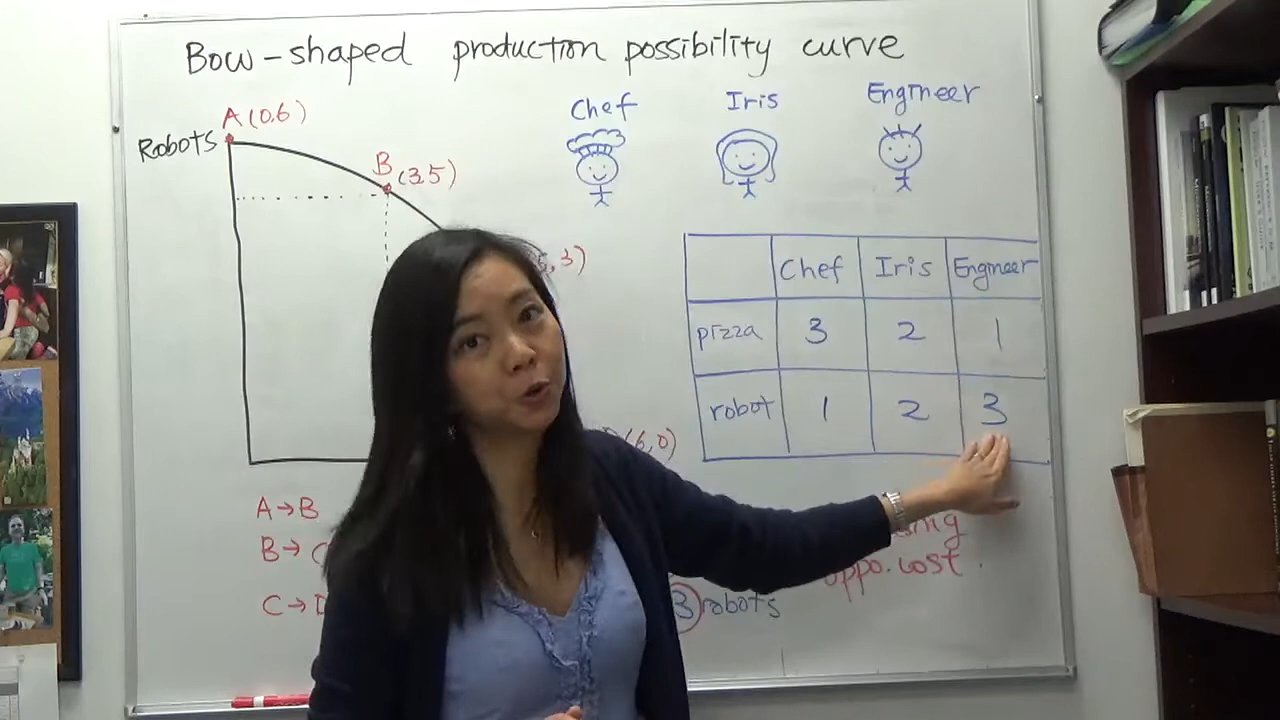 Bow-shaped production possibility curve
A(0,6)
Robots
B(3,5)
,3)
(6,0)
Chef Iris Engineer
Chef Iris Engineer
pizza 3 2 1
robot 1 2 3
A→B
B→C
C→D
3 robots
oppo. cost.